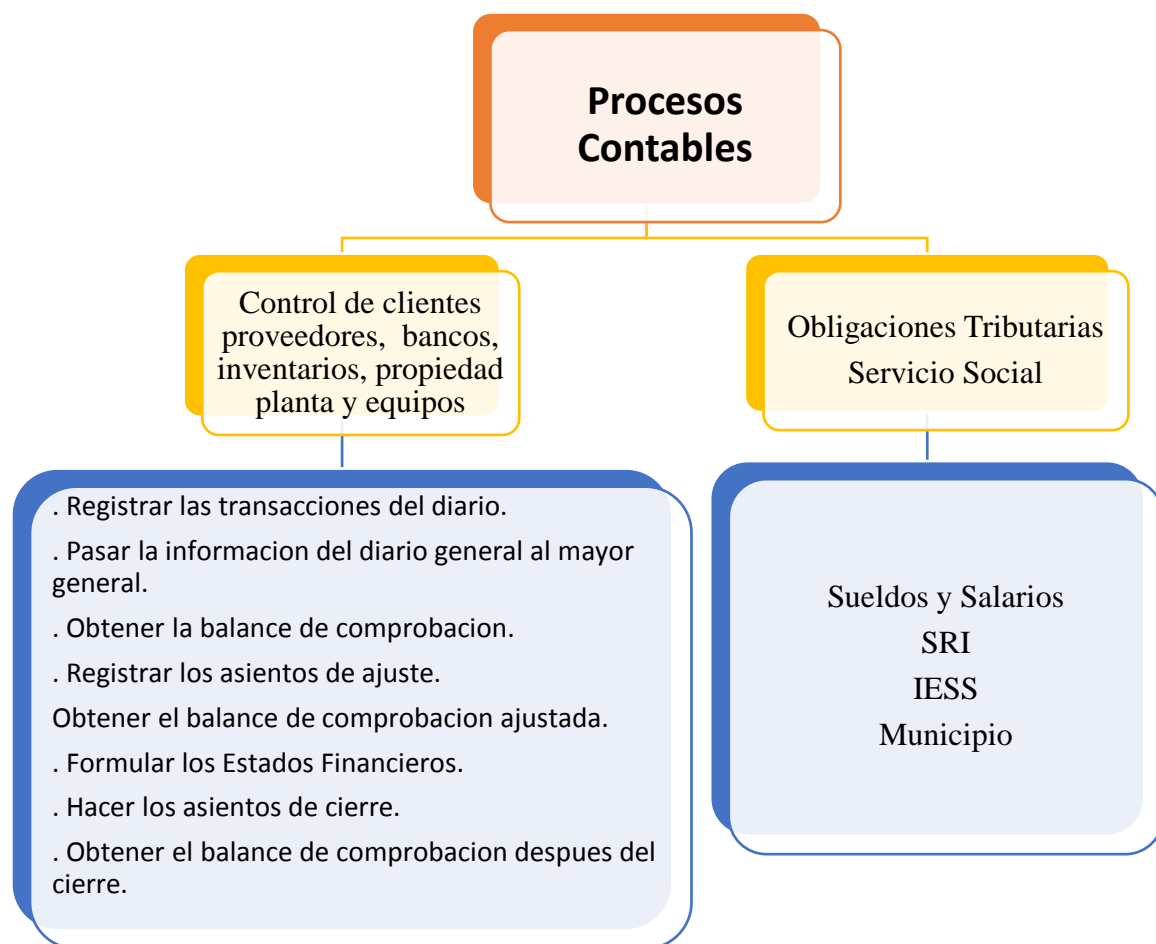 Procesos
Contables
Control de clientes
proveedores, bancos,
inventarios, propiedad
planta y equipos
Obligaciones Tributarias
Servicio Social
. Registrar las transacciones del diario.
. Pasar la informacion del diario general al mayor
general.
. Obtener la balance de comprobacion.
. Registrar los asientos de ajuste.
Obtener el balance de comprobacion ajustada.
. Formular los Estados Financieros.
. Hacer los asientos de cierre.
. Obtener el balance de comprobacion despues del
cierre.
Sueldos y Salarios
SRI
IESS
Municipio